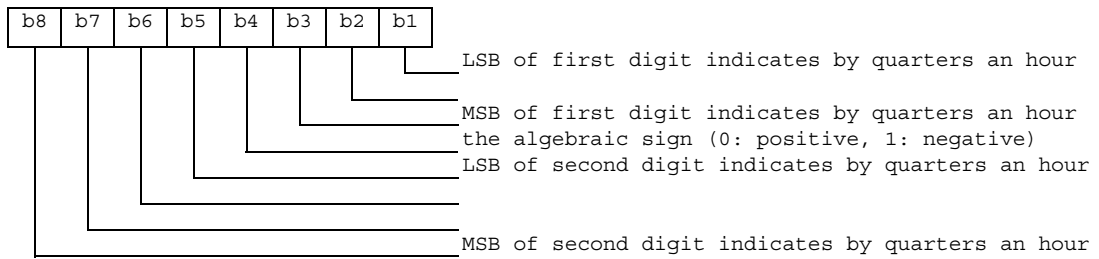 b8 b7 b6 b5 b4 b3 b2 b1
LSB of first digit indicates by quarters an hour
MSB of first digit indicates by quarters an hour
the algebraic sign (0: positive, 1: negative)
LSB of second digit indicates by quarters an hour
MSB of second digit indicates by quarters an hour